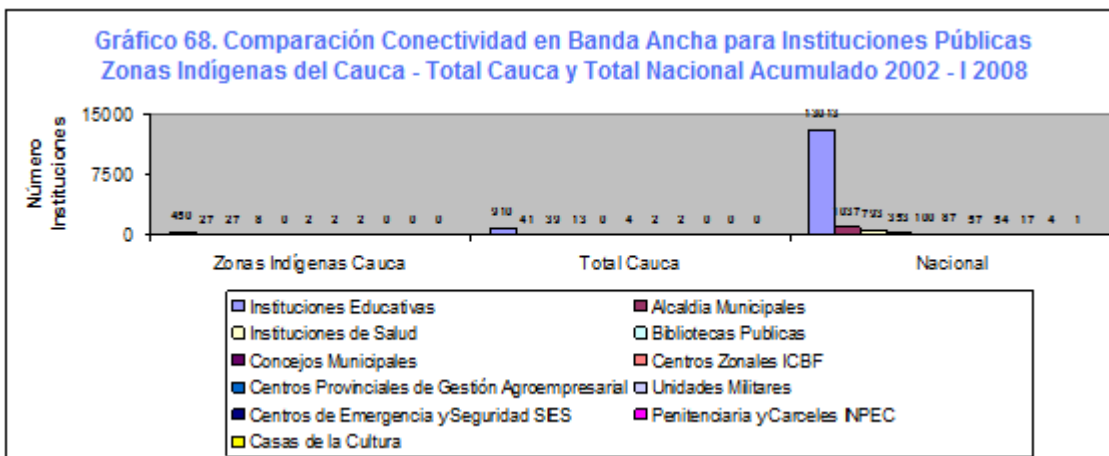 Gráfico 68. Comparación Conectividad en Banda Ancha para Instituciones Públicas
Zonas Indígenas del Cauca - Total Cauca y Total Nacional Acumulado 2002 - I 2008
Número
Instituciones
15000
7500
0
450 27 27 8 0 2 2 2 0 0 0
910 41 39 13 0 4 2 2 0 0 0
13013 1037 793 353 100 87 57 54 17 4 1
Zonas Indígenas Cauca
Total Cauca
Nacional
Instituciones Educativas
Alcaldia Municipales
Instituciones de Salud
Bibliotecas Publicas
Concejos Municipales
Centros Zonales ICBF
Centros Provinciales de Gestión Agroempresarial
Unidades Militares
Centros de Emergencia y Seguridad SIES
Penitenciaria y Carceles INPEC
Casas de la Cultura